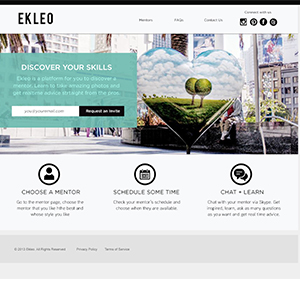 Connect with us
EKLEO
Mentors
FAQs
Contact Us
DISCOVER YOUR SKILLS
Ekleo is a platform for you to discover a
mentor. Learn to take amazing photos and
get resume advice straight from the pros.
Request an Invite
CHOOSE A MENTOR
SCHEDULE SOME TIME
CHAT + LEARN
Go to the mentor page, choose the
mentor that you like the best and
whose style you like
Check your mentor's schedule and
choose when they are available.
Chat with your mentor via Skype. Get
inspired, learn, ask as many questions
as you want and get real time advice.
© 2013 Ekleo. All Rights Reserved.
Privacy Policy
Terms of Service